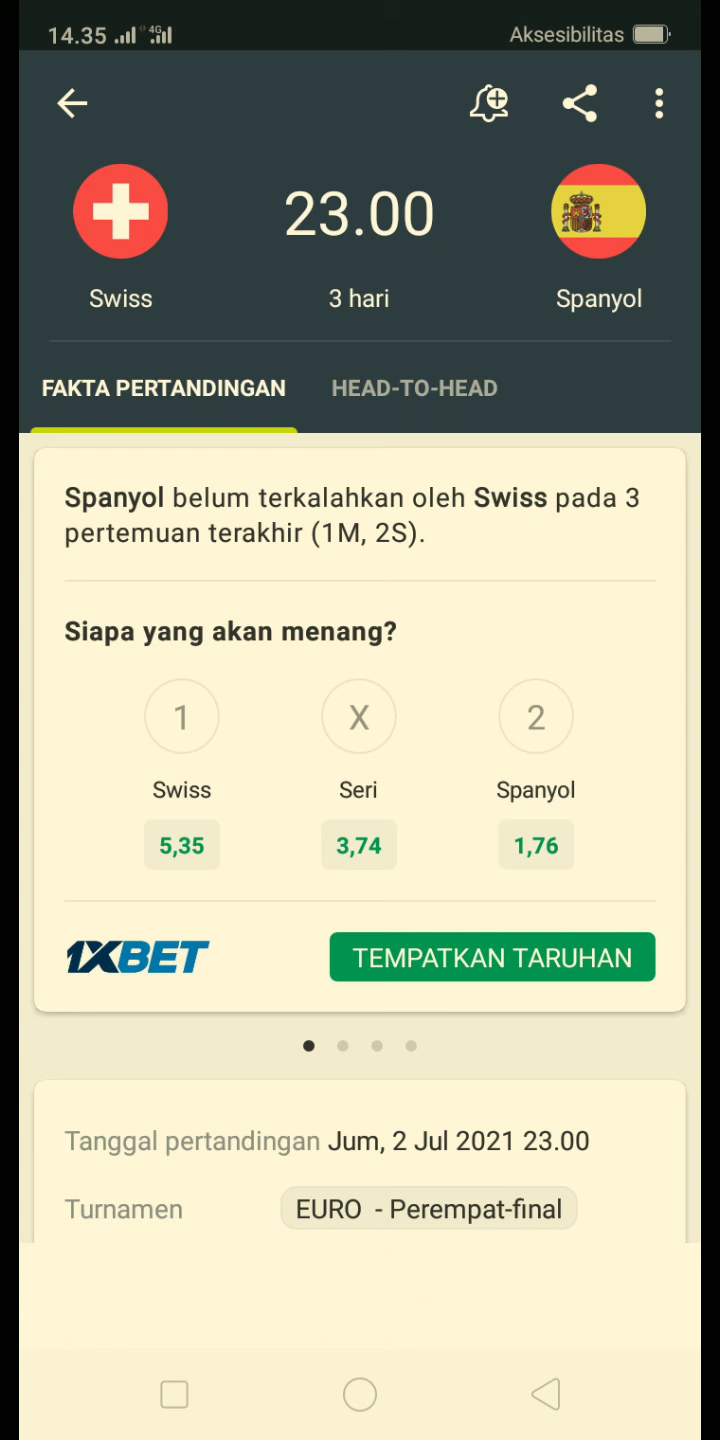 14.35 4G Aksesibilitas
23.00
Swiss 3 hari Spanyol
FAKTA PERTANDINGAN HEAD-TO-HEAD
Spanyol belum terkalahkan oleh Swiss pada 3
pertemuan terakhir (1M, 2S).
Siapa yang akan menang?
1 X 2
Swiss Seri Spanyol
5,35 3,74 1,76
1XBET TEMPATKAN TARUHAN
Tanggal pertandingan Jum, 2 Jul 2021 23.00
Turnamen EURO - Perempat-final